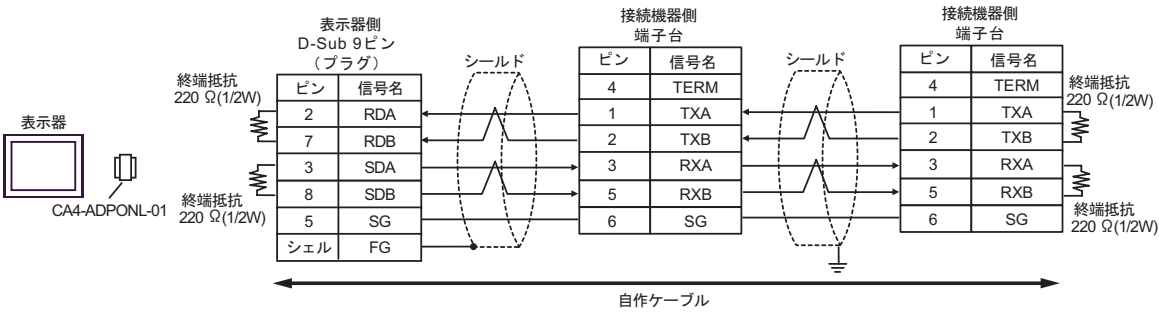 表示器
CA4-ADPONL-01
終端抵抗
220 Ω(1/2W)
終端抵抗
220 Ω(1/2W)
表示器側
D-Sub 9ピン
（プラグ）
ピン 信号名
2 RDA
7 RDB
3 SDA
8 SDB
5 SG
シェル FG
シールド
接続機器側
端子台
ピン 信号名
4 TERM
1 TXA
2 TXB
3 RXA
5 RXB
6 SG
シールド
接続機器側
端子台
ピン 信号名
4 TERM
1 TXA
2 TXB
3 RXA
5 RXB
6 SG
終端抵抗
220 Ω(1/2W)
終端抵抗
220 Ω(1/2W)
自作ケーブル